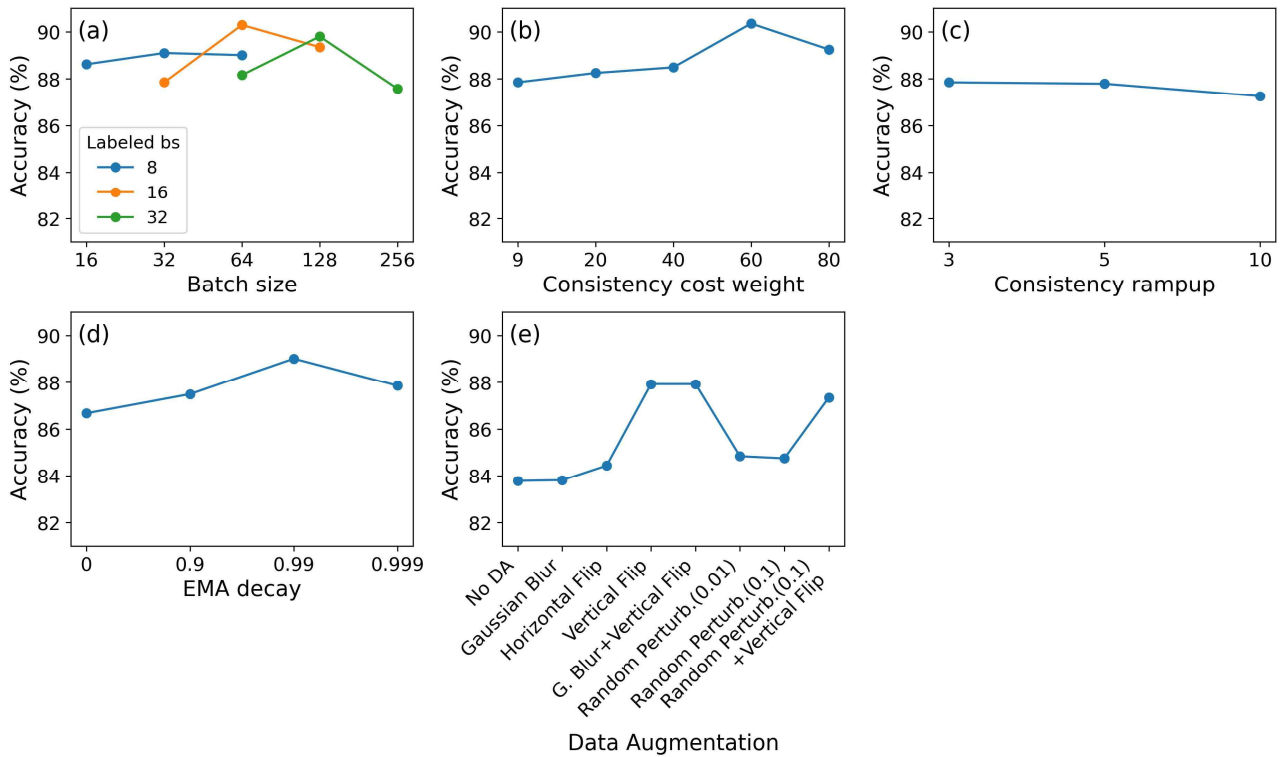 (a)
Accuracy (%)
90
88
86
84
82
Labeled bs
8
16
32
16 32 64 128 256
Batch size
(b)
Accuracy (%)
90
88
86
84
82
9 20 40 60 80
Consistency cost weight
(c)
Accuracy (%)
90
88
86
84
82
3 5 10
Consistency rampup
(d)
Accuracy (%)
90
88
86
84
82
0 0.9 0.99 0.999
EMA decay
(e)
Accuracy (%)
90
88
86
84
82
No DA
Gaussian Blur
Horizontal Flip
Vertical Flip
G. Blur+Vertical Flip
Random Perturb.(0.01)
Random Perturb.(0.1)
Random Perturb.(0.1)
+Vertical Flip
Data Augmentation